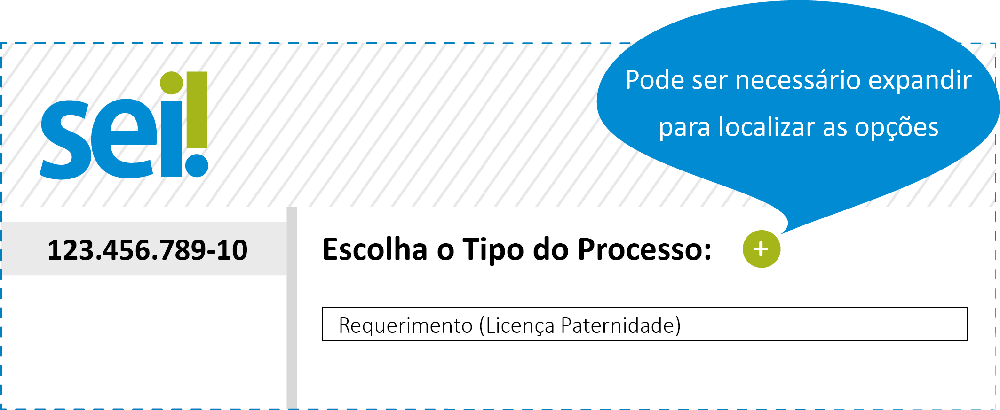 sei!
Pode ser necessário expandir
para localizar as opções
123.456.789-10
Escolha o Tipo do Processo: +
Requerimento (Licença Paternidade)